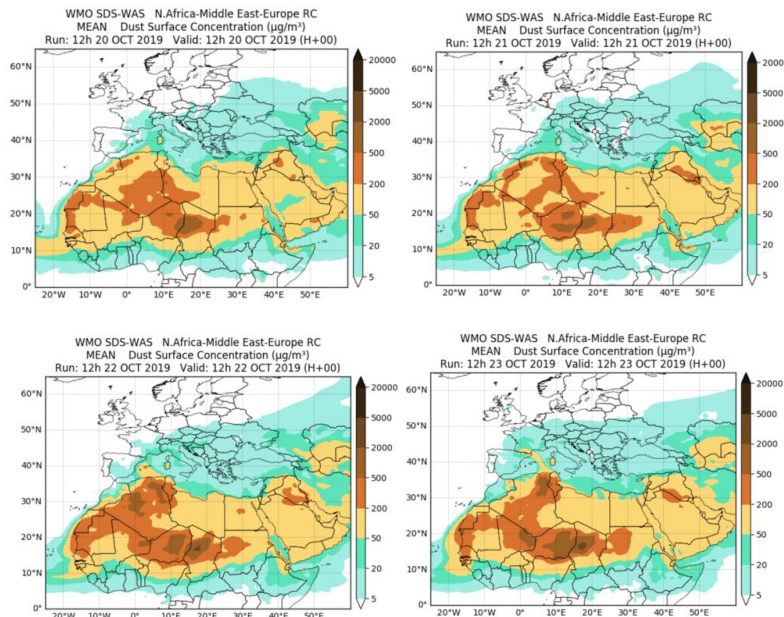 WMO SDS-WAS N.Africa-Middle East-Europe RC
MEAN Dust Surface Concentration (µg/m³)
Run: 12h 20 OCT 2019 Valid: 12h 20 OCT 2019 (H+00)
60°N
50°N
40°N
30°N
20°N
10°N
0°
20°W
10°W
0°
10°E
20°E
30°E
40°E
50°E
20000
5000
2000
500
200
50
20
5
WMO SDS-WAS N.Africa-Middle East-Europe RC
MEAN Dust Surface Concentration (µg/m³)
Run: 12h 21 OCT 2019 Valid: 12h 21 OCT 2019 (H+00)
60°N
50°N
40°N
30°N
20°N
10°N
0°
20°W
10°W
0°
10°E
20°E
30°E
40°E
50°E
20000
5000
2000
500
200
50
20
5
WMO SDS-WAS N.Africa-Middle East-Europe RC
MEAN Dust Surface Concentration (µg/m³)
Run: 12h 22 OCT 2019 Valid: 12h 22 OCT 2019 (H+00)
60°N
50°N
40°N
30°N
20°N
10°N
0°
20°W
10°W
0°
10°E
20°E
30°E
40°E
50°E
20000
5000
2000
500
200
50
20
5
WMO SDS-WAS N.Africa-Middle East-Europe RC
MEAN Dust Surface Concentration (µg/m³)
Run: 12h 23 OCT 2019 Valid: 12h 23 OCT 2019 (H+00)
60°N
50°N
40°N
30°N
20°N
10°N
0°
20°W
10°W
0°
10°E
20°E
30°E
40°E
50°E
20000
5000
2000
500
200
50
20
5